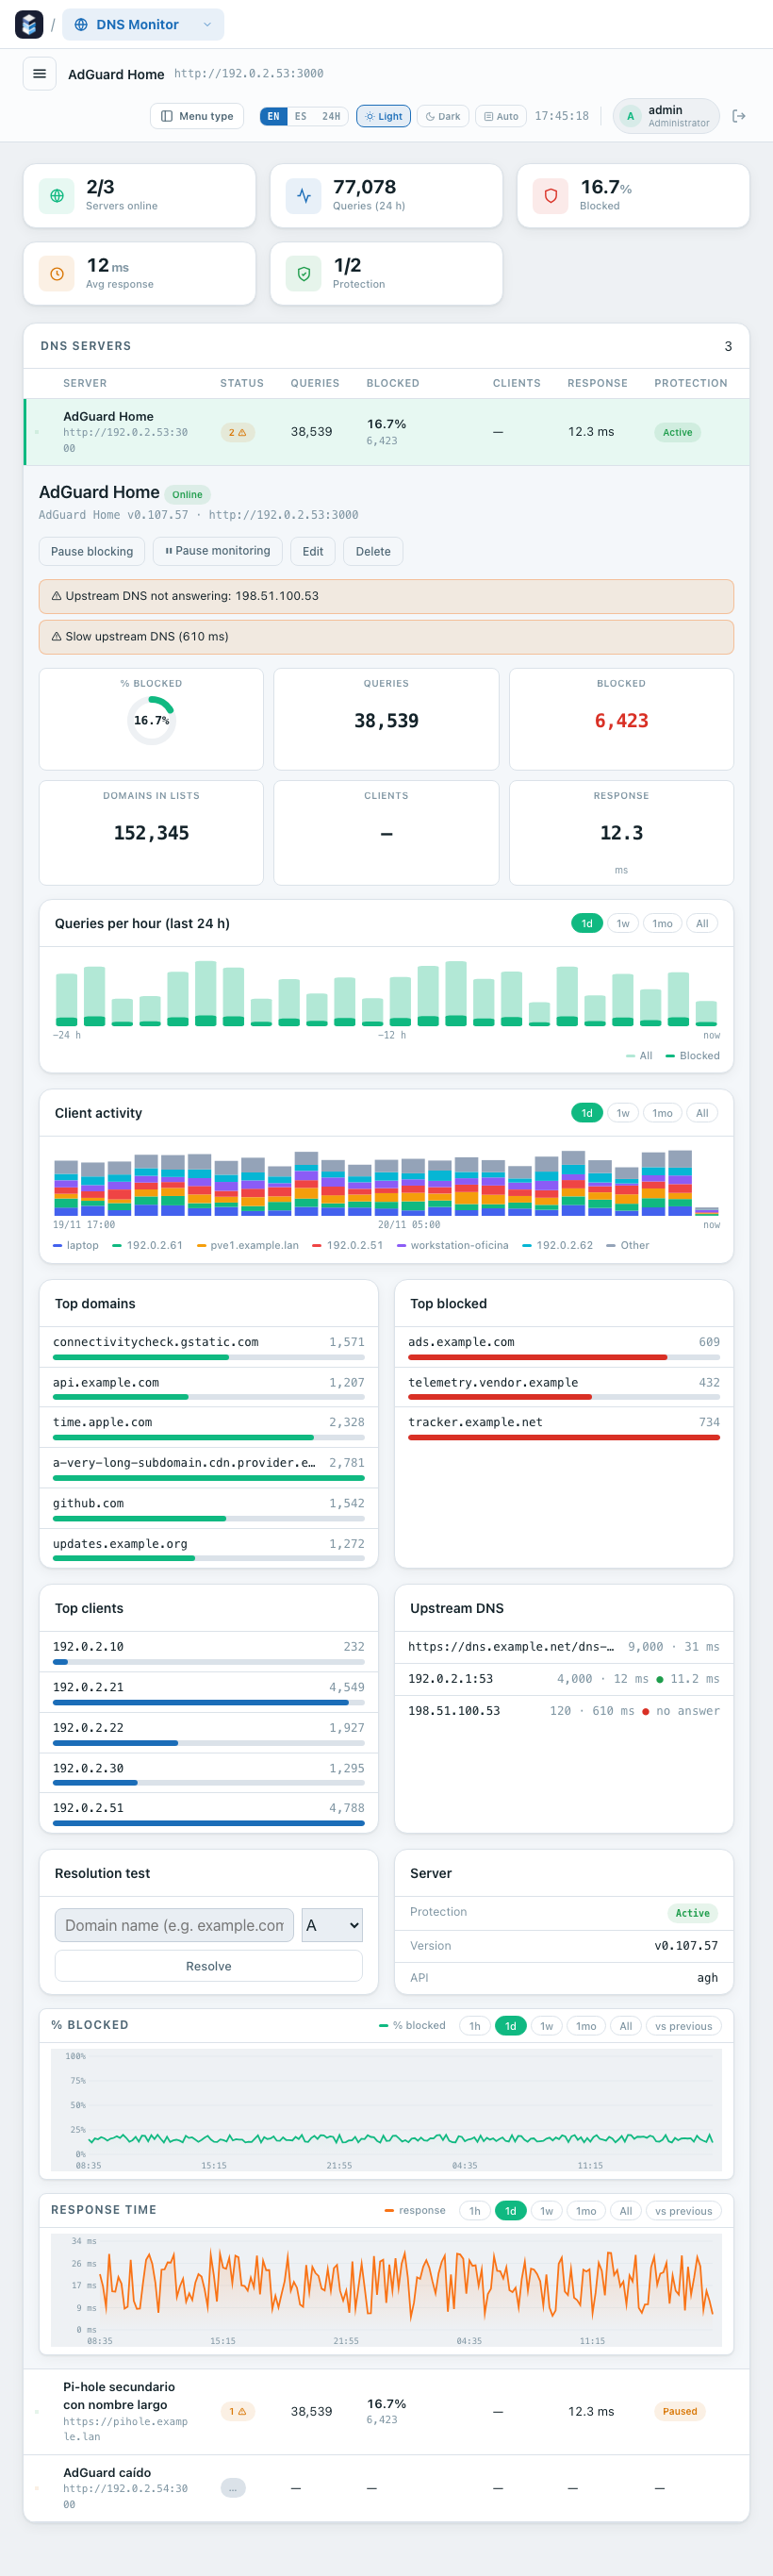 / DNS Monitor
AdGuard Home http://192.0.2.53:3000
Menu type EN ES 24H Light Dark Auto 17:45:18 A admin
Administrator
2/3
Servers online
77,078
Queries (24 h)
16.7%
Blocked
12 ms
Avg response
1/2
Protection
DNS SERVERS 3
SERVER STATUS QUERIES BLOCKED CLIENTS RESPONSE PROTECTION
AdGuard Home
http://192.0.2.53:30
00
2 ⚠ 38,539 16.7%
6,423
— 12.3 ms Active
AdGuard Home Online
AdGuard Home v0.107.57 · http://192.0.2.53:3000
Pause blocking Pause monitoring Edit Delete
⚠ Upstream DNS not answering: 198.51.100.53
⚠ Slow upstream DNS (610 ms)
% BLOCKED
16.7%
QUERIES
38,539
BLOCKED
6,423
DOMAINS IN LISTS
152,345
CLIENTS
—
RESPONSE
12.3
ms
Queries per hour (last 24 h) 1d 1w 1mo All
−24 h −12 h now
All Blocked
Client activity 1d 1w 1mo All
19/11 17:00 20/11 05:00 now
laptop 192.0.2.61 pve1.example.lan 192.0.2.51 workstation-oficina 192.0.2.62 Other
Top domains
connectivitycheck.gstatic.com 1,571
api.example.com 1,207
time.apple.com 2,328
a-very-long-subdomain.cdn.provider.e… 2,781
github.com 1,542
updates.example.org 1,272
Top blocked
ads.example.com 609
telemetry.vendor.example 432
tracker.example.net 734
Top clients
192.0.2.10 232
192.0.2.21 4,549
192.0.2.22 1,927
192.0.2.30 1,295
192.0.2.51 4,788
Upstream DNS
https://dns.example.net/dns-… 9,000 · 31 ms
192.0.2.1:53 4,000 · 12 ms ● 11.2 ms
198.51.100.53 120 · 610 ms ● no answer
Resolution test
Domain name (e.g. example.com A
Resolve
Server
Protection Active
Version v0.107.57
API agh
% BLOCKED % blocked 1h 1d 1w 1mo All vs previous
100%
75%
50%
25%
0%
08:35 15:15 21:55 04:35 11:15
RESPONSE TIME response 1h 1d 1w 1mo All vs previous
34 ms
26 ms
17 ms
9 ms
0 ms
08:35 15:15 21:55 04:35 11:15
Pi-hole secundario
con nombre largo
https://pihole.examp
le.lan
1 ⚠ 38,539 16.7%
6,423
— 12.3 ms Paused
AdGuard caído
http://192.0.2.54:30
00
… — — — — —